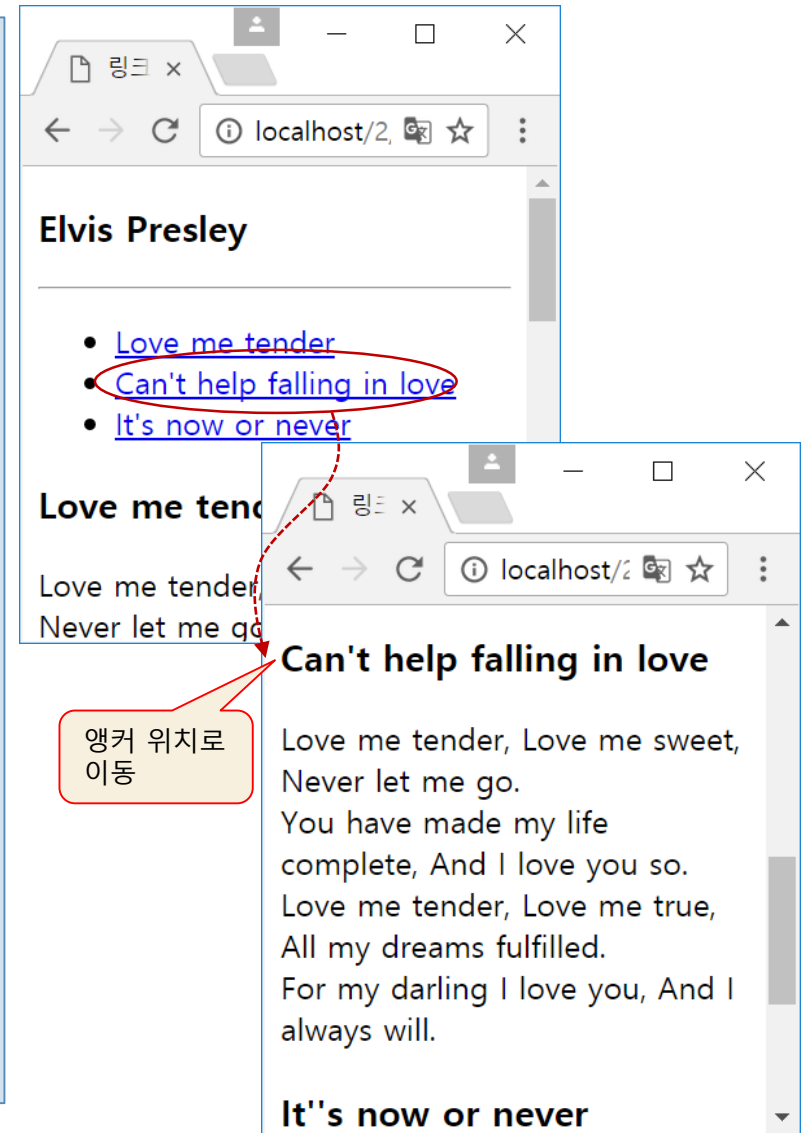 링크
localhost/2,
Elvis Presley
Love me tender
Can't help falling in love
It's now or never
Love me tend
Love me tender,
Never let me go
링크
localhost/2
Can't help falling in love
앵커 위치로
이동
Love me tender, Love me sweet,
Never let me go.
You have made my life
complete, And I love you so.
Love me tender, Love me true,
All my dreams fulfilled.
For my darling I love you, And I
always will.
It''s now or never